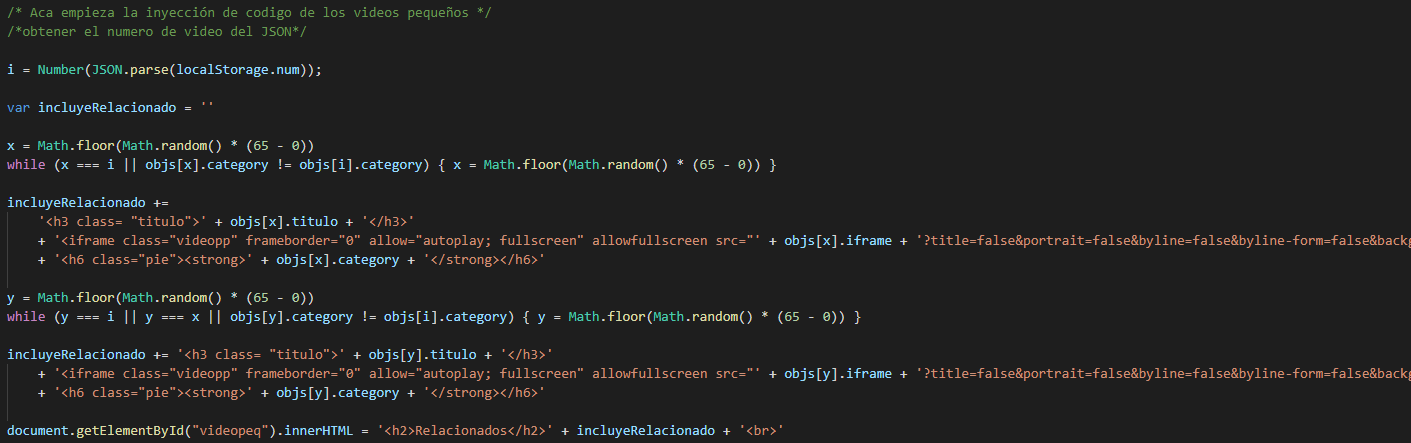 /* Aca empieza la inyección de codigo de los videos pequeños */
/*obtener el numero de video del JSON*/
i = Number(JSON.parse(localStorage.num));
var incluyeRelacionado = ''
x = Math.floor(Math.random() * (65 - 0))
while (x === i || objs[x].category != objs[i].category) { x = Math.floor(Math.random() * (65 - 0)) }
incluyeRelacionado +=
'<h3 class= "titulo">' + objs[x].titulo + '</h3>'
+ '<iframe class="videopp" frameborder="0" allow="autoplay; fullscreen" allowfullscreen src="' + objs[x].iframe + '?title=false&portrait=false&byline=false&byline-form=false&backg
+ '<h6 class="pie"><strong>' + objs[x].category + '</strong></h6>'
y = Math.floor(Math.random() * (65 - 0))
while (y === i || y === x || objs[y].category != objs[i].category) { y = Math.floor(Math.random() * (65 - 0)) }
incluyeRelacionado += '<h3 class= "titulo">' + objs[y].titulo + '</h3>'
+ '<iframe class="videopp" frameborder="0" allow="autoplay; fullscreen" allowfullscreen src="' + objs[y].iframe + '?title=false&portrait=false&byline=false&byline-form=false&backg
+ '<h6 class="pie"><strong>' + objs[y].category + '</strong></h6>'
document.getElementById("videopeq").innerHTML = '<h2>Relacionados</h2>' + incluyeRelacionado + '<br>'